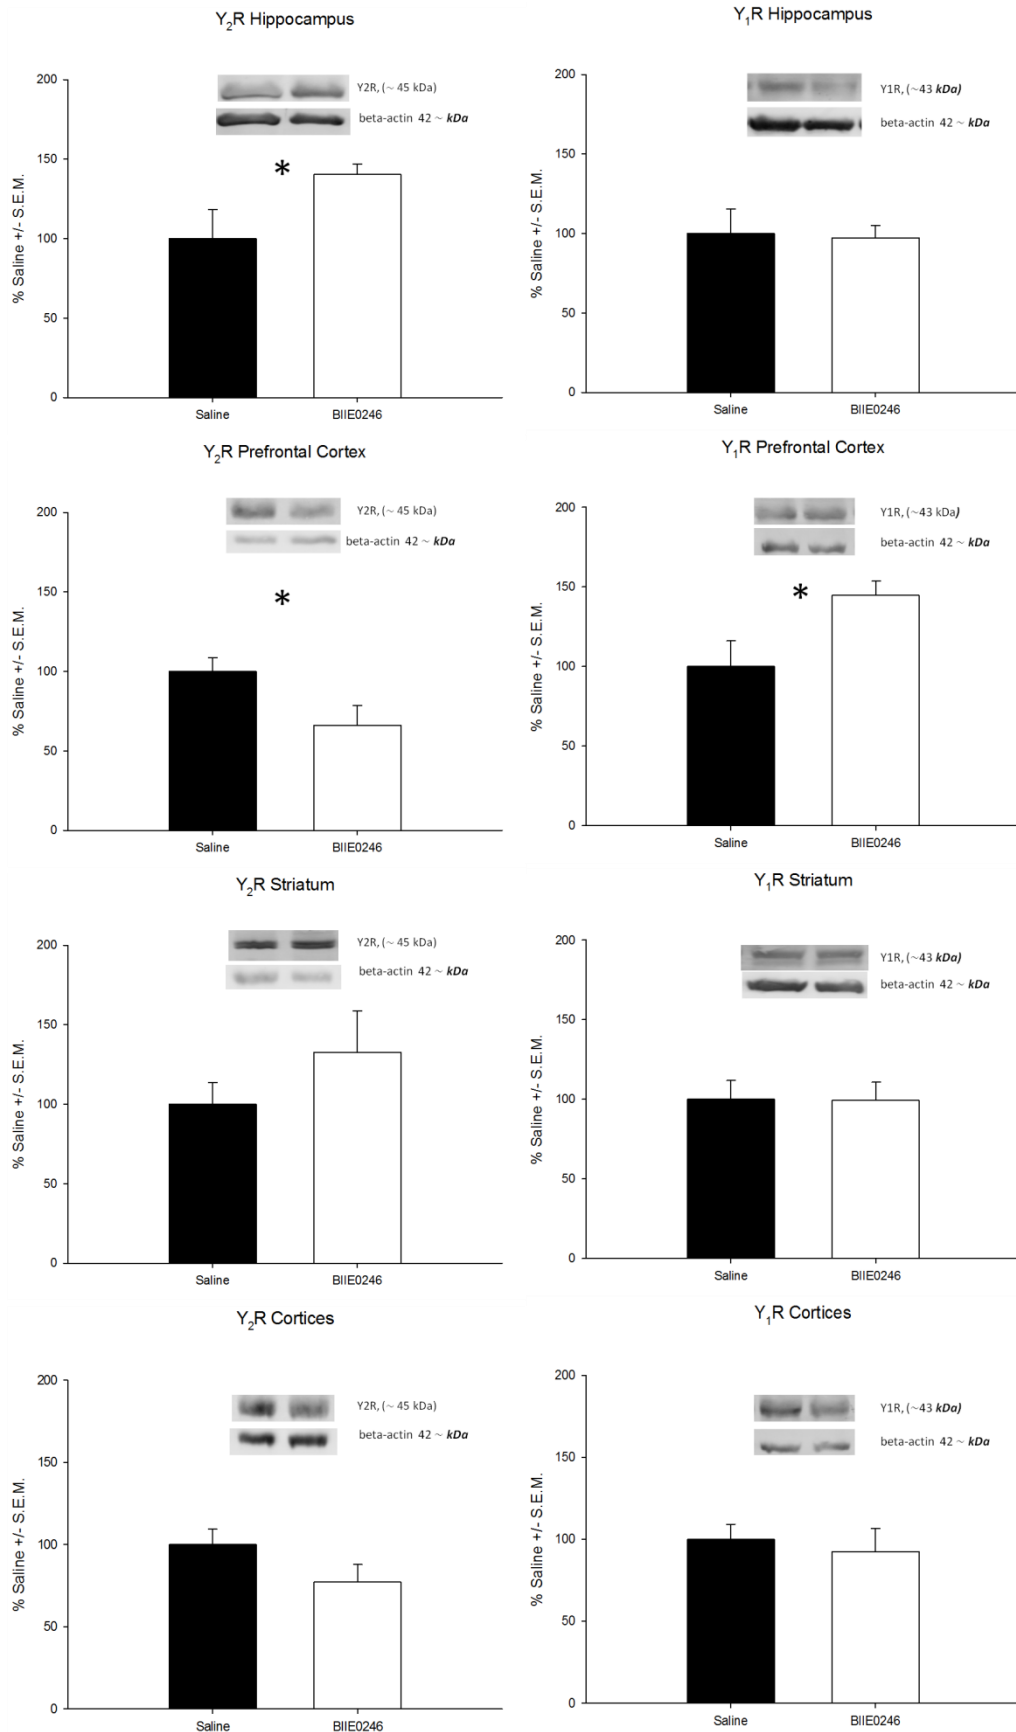 Y2R Hippocampus
200
150
100
50
0
% Saline +/- S.E.M.
Y2R, (~ 45 kDa)
beta-actin 42 ~ kDa
*
Saline
BIIE0246
Y1R Hippocampus
200
150
100
50
0
% Saline +/- S.E.M.
Y1R, (~43 kDa)
beta-actin 42 ~ kDa
Saline
BIIE0246
Y2R Prefrontal Cortex
200
150
100
50
0
% Saline +/- S.E.M.
Y2R, (~ 45 kDa)
beta-actin 42 ~ kDa
*
Saline
BIIE0246
Y1R Prefrontal Cortex
200
150
100
50
0
% Saline +/- S.E.M.
Y1R, (~43 kDa)
beta-actin 42 ~ kDa
*
Saline
BIIE0246
Y2R Striatum
200
150
100
50
0
% Saline +/- S.E.M.
Y2R, (~ 45 kDa)
beta-actin 42 ~ kDa
Saline
BIIE0246
Y1R Striatum
200
150
100
50
0
% Saline +/- S.E.M.
Y1R, (~43 kDa)
beta-actin 42 ~ kDa
Saline
BIIE0246
Y2R Cortices
200
150
100
50
0
% Saline +/- S.E.M.
Y2R, (~ 45 kDa)
beta-actin 42 ~ kDa
Saline
BIIE0246
Y1R Cortices
200
150
100
50
0
% Saline +/- S.E.M.
Y1R, (~43 kDa)
beta-actin 42 ~ kDa
Saline
BIIE0246